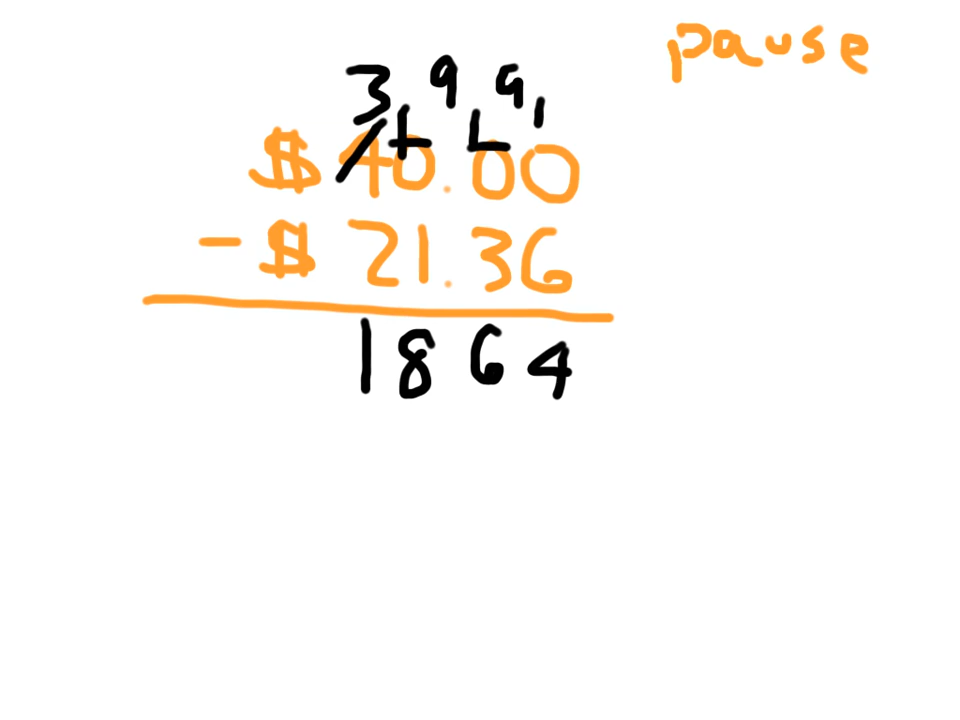 pause
3 9 9 1
$ 40.00
- $ 21.36
1864